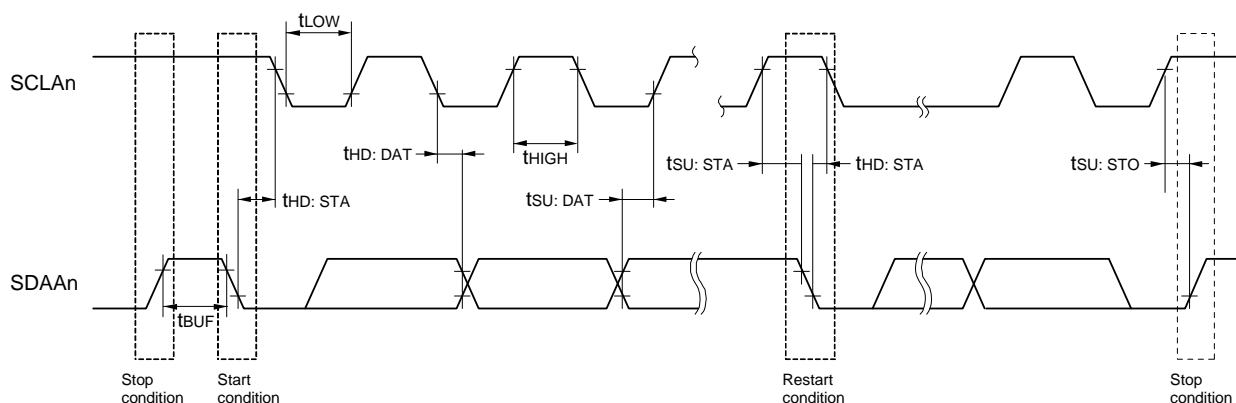 tLOW
SCLAn
tHD: DAT
tHIGH
tSU: STA
tHD: STA
tSU: STO
tHD: STA
tSU: DAT
SDAAn
tBUF
Stop
condition
Start
condition
Restart
condition
Stop
condition